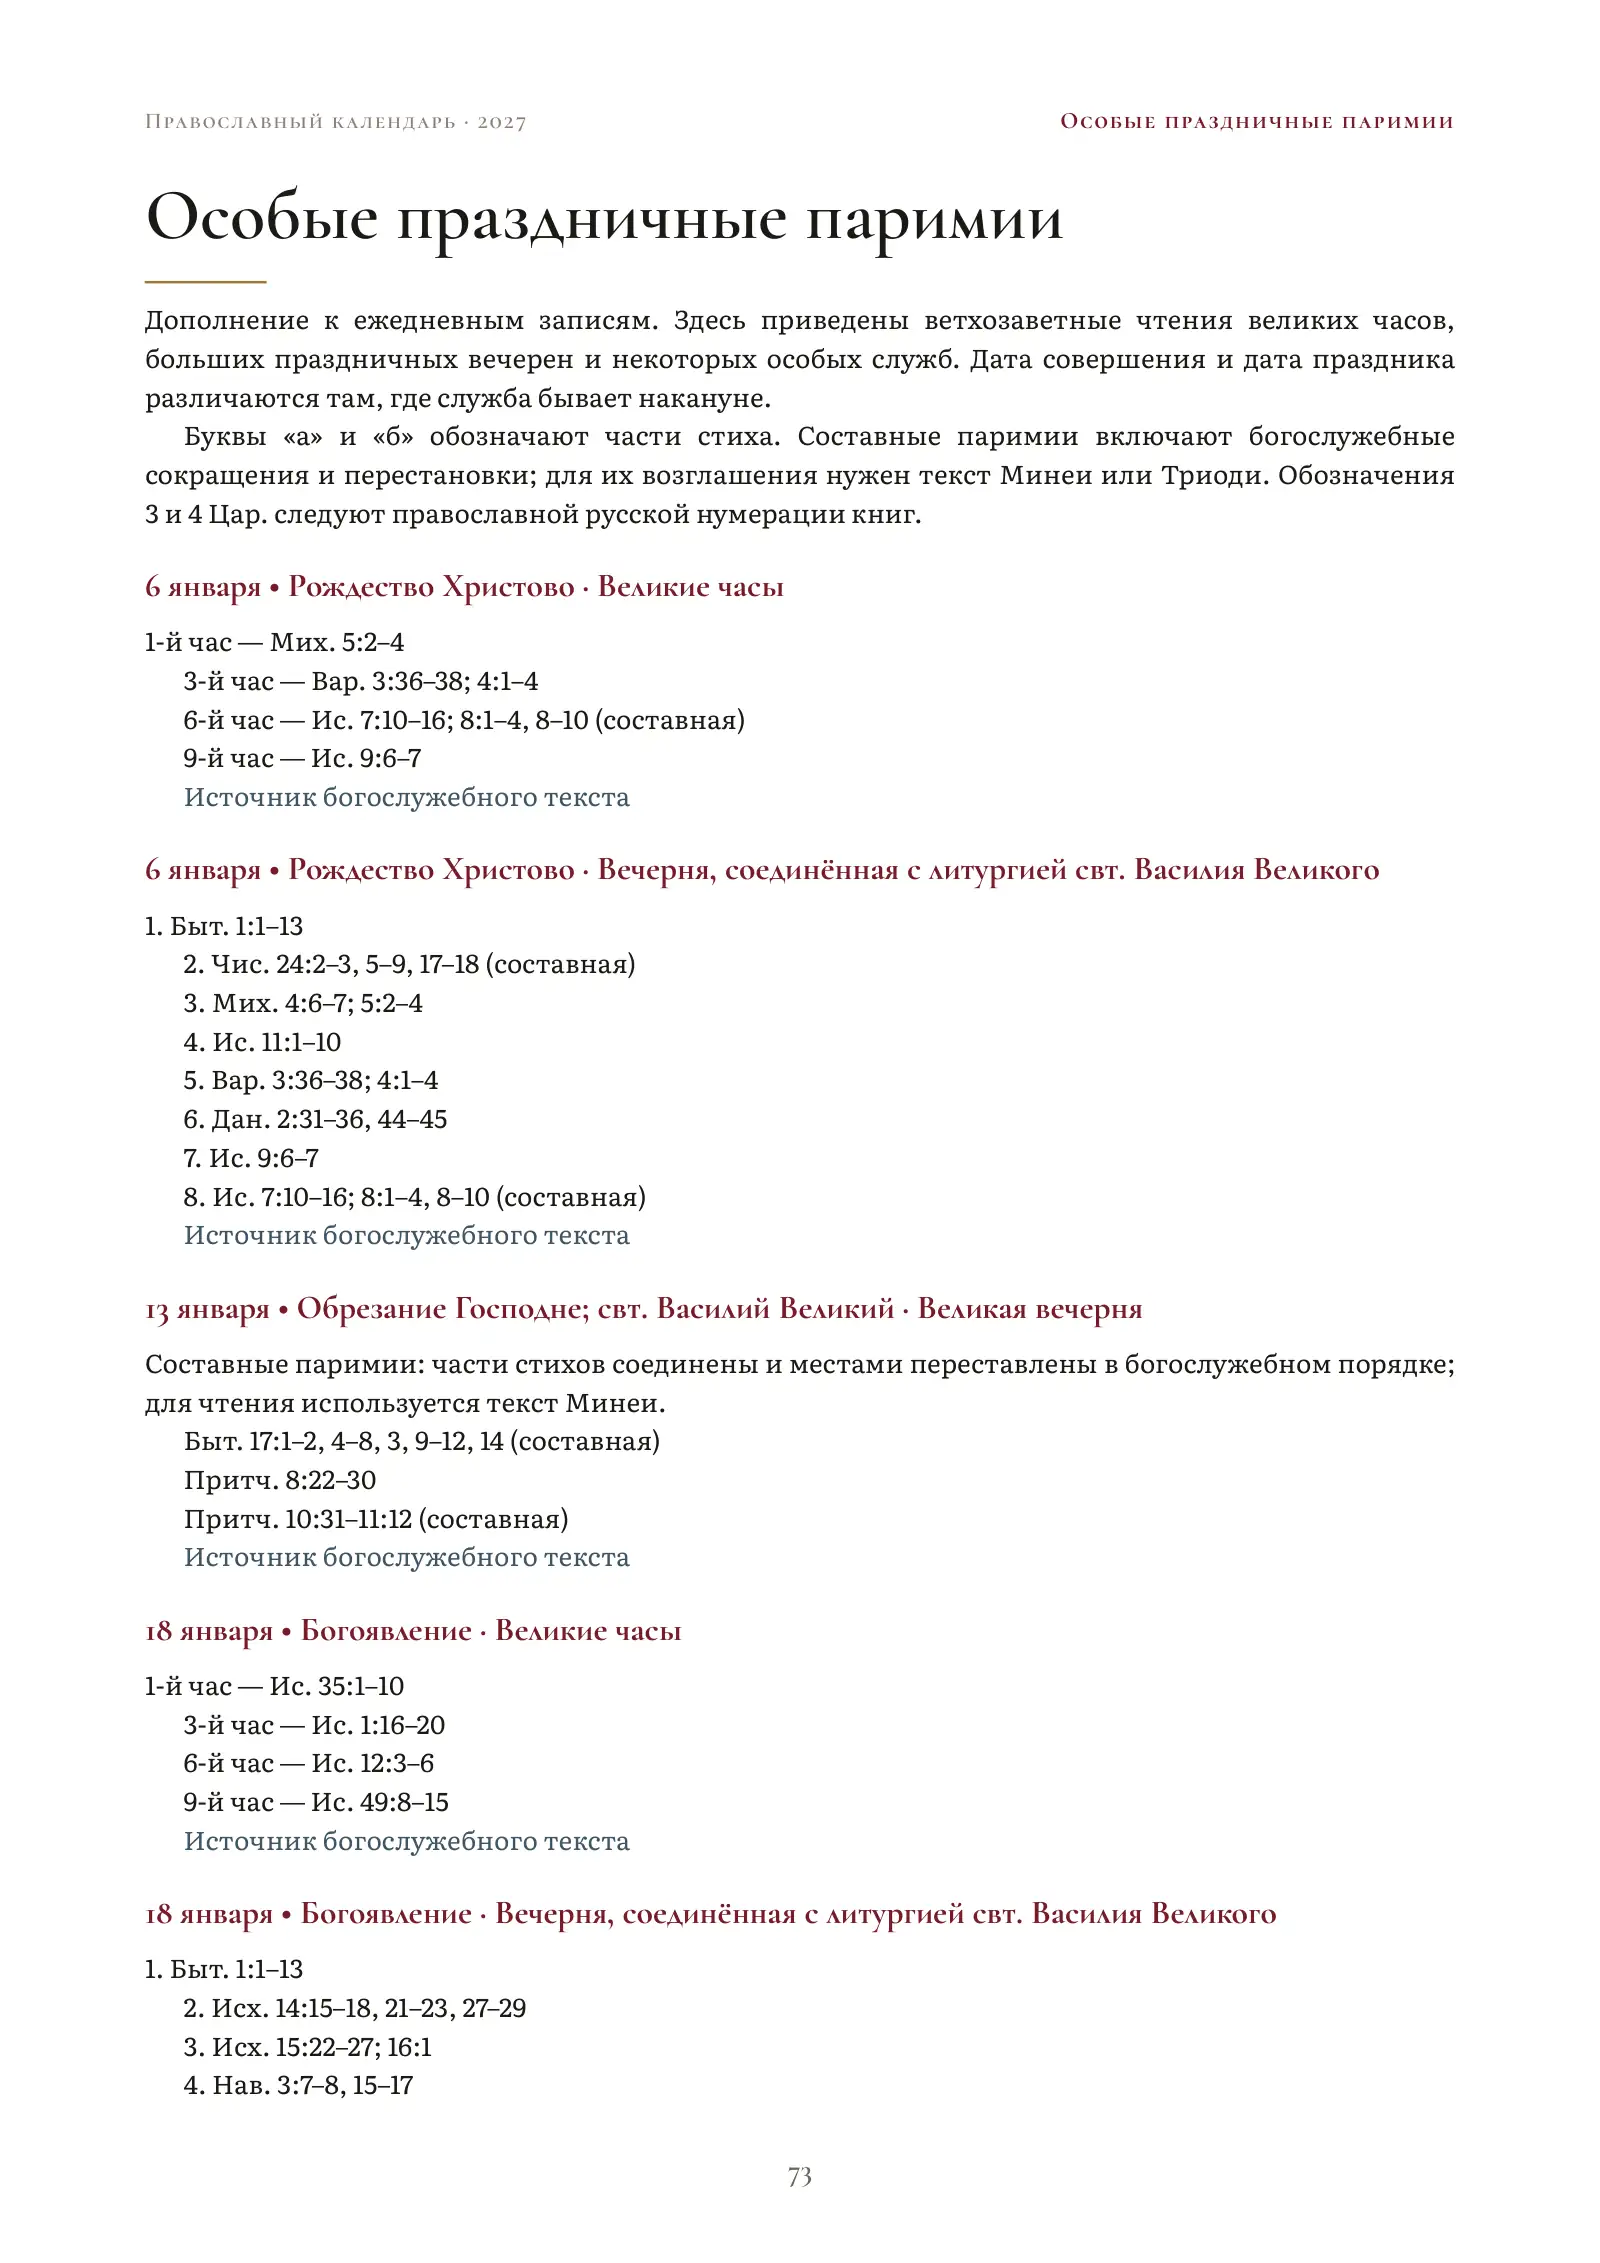 Православный календарь · 2027
Особые праздничные паримии
Особые праздничные паримии
Дополнение к ежедневным записям. Здесь приведены ветхозаветные чтения великих часов,
больших праздничных вечерен и некоторых особых служб. Дата совершения и дата праздника
различаются там, где служба бывает накануне.
Буквы «а» и «б» обозначают части стиха. Составные паримии включают богослужебные
сокращения и перестановки; для их возглашения нужен текст Минеи или Триоди. Обозначения
3 и 4 Цар. следуют православной русской нумерации книг.
6 января • Рождество Христово · Великие часы
1-й час — Мих. 5:2–4
3-й час — Вар. 3:36–38; 4:1–4
6-й час — Ис. 7:10–16; 8:1–4, 8–10 (составная)
9-й час — Ис. 9:6–7
Источник богослужебного текста
6 января • Рождество Христово · Вечерня, соединённая с литургией свт. Василия Великого
1. Быт. 1:1–13
2. Чис. 24:2–3, 5–9, 17–18 (составная)
3. Мих. 4:6–7; 5:2–4
4. Ис. 11:1–10
5. Вар. 3:36–38; 4:1–4
6. Дан. 2:31–36, 44–45
7. Ис. 9:6–7
8. Ис. 7:10–16; 8:1–4, 8–10 (составная)
Источник богослужебного текста
13 января • Обрезание Господне; свт. Василий Великий · Великая вечерня
Составные паримии: части стихов соединены и местами переставлены в богослужебном порядке;
для чтения используется текст Минеи.
Быт. 17:1–2, 4–8, 3, 9–12, 14 (составная)
Притч. 8:22–30
Притч. 10:31–11:12 (составная)
Источник богослужебного текста
18 января • Богоявление · Великие часы
1-й час — Ис. 35:1–10
3-й час — Ис. 1:16–20
6-й час — Ис. 12:3–6
9-й час — Ис. 49:8–15
Источник богослужебного текста
18 января • Богоявление · Вечерня, соединённая с литургией свт. Василия Великого
1. Быт. 1:1–13
2. Исх. 14:15–18, 21–23, 27–29
3. Исх. 15:22–27; 16:1
4. Нав. 3:7–8, 15–17
73